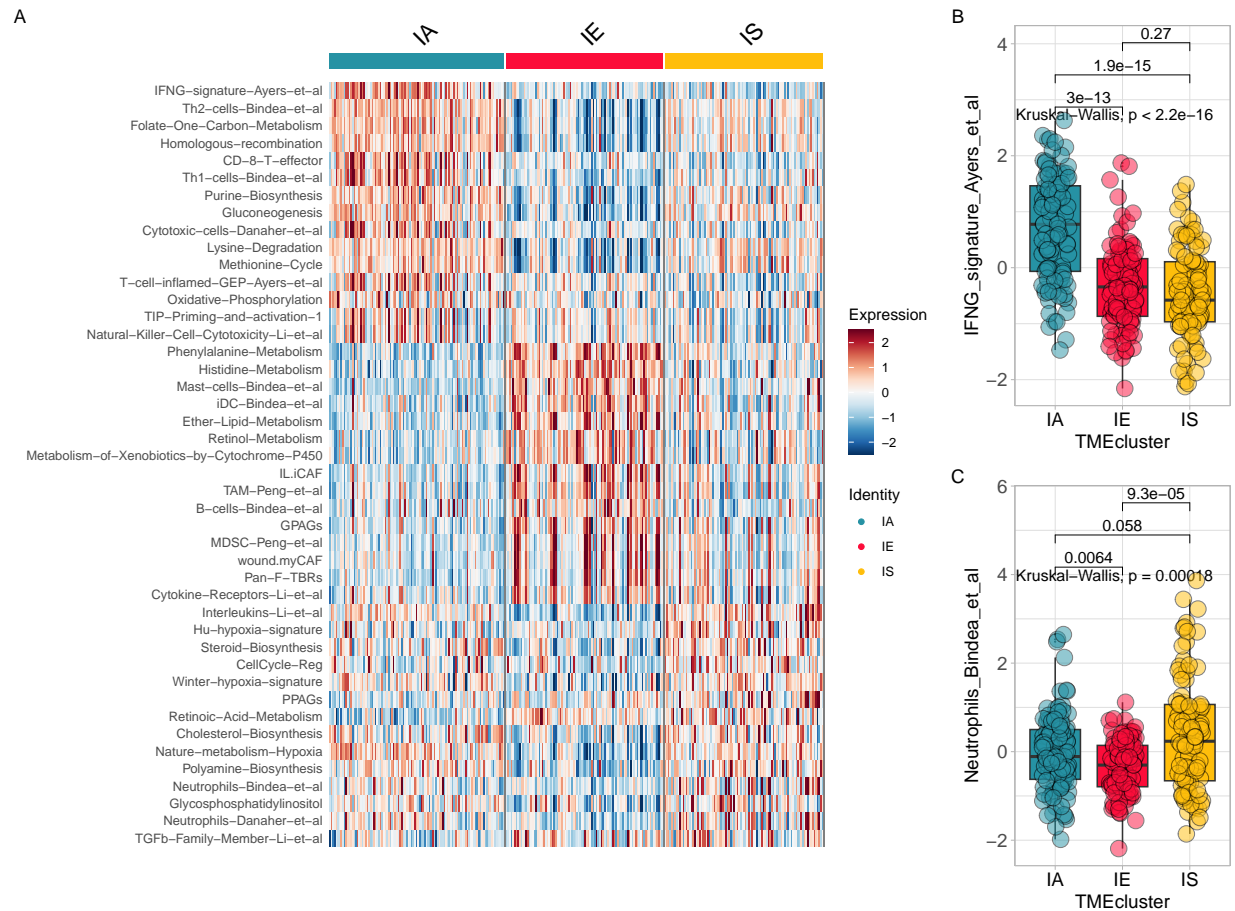 A
IA
IE
IS
IFNG−signature−Ayers−et−al
Th2−cells−Bindea−et−al
Folate−One−Carbon−Metabolism
Homologous−recombination
CD−8−T−effector
Th1−cells−Bindea−et−al
Purine−Biosynthesis
Gluconeogenesis
Cytotoxic−cells−Danaher−et−al
Lysine−Degradation
Methionine−Cycle
T−cell−inflamed−GEP−Ayers−et−al
Oxidative−Phosphorylation
TIP−Priming−and−activation−1
Natural−Killer−Cell−Cytotoxicity−Li−et−al
Phenylalanine−Metabolism
Histidine−Metabolism
Mast−cells−Bindea−et−al
iDC−Bindea−et−al
Ether−Lipid−Metabolism
Retinol−Metabolism
Metabolism−of−Xenobiotics−by−Cytochrome−P450
IL.iCAF
TAM−Peng−et−al
B−cells−Bindea−et−al
GPAGs
MDSC−Peng−et−al
wound.myCAF
Pan−F−TBRs
Cytokine−Receptors−Li−et−al
Interleukins−Li−et−al
Hu−hypoxia−signature
Steroid−Biosynthesis
CellCycle−Reg
Winter−hypoxia−signature
PPAGs
Retinoic−Acid−Metabolism
Cholesterol−Biosynthesis
Nature−metabolism−Hypoxia
Polyamine−Biosynthesis
Neutrophils−Bindea−et−al
Glycosphosphatidylinositol
Neutrophils−Danaher−et−al
TGFb−Family−Member−Li−et−al
Expression
2
1
0
−1
−2
Identity
IA
IE
IS
B
IFNG_signature_Ayers_et_al
4
2
0
−2
0.27
1.9e−15
3e−13
Kruskal−Wallis, p < 2.2e−16
IA
IE
IS
TMEcluster
C
Neutrophils_Bindea_et_al
6
4
2
0
−2
9.3e−05
0.058
0.0064
Kruskal−Wallis, p = 0.00018
IA
IE
IS
TMEcluster